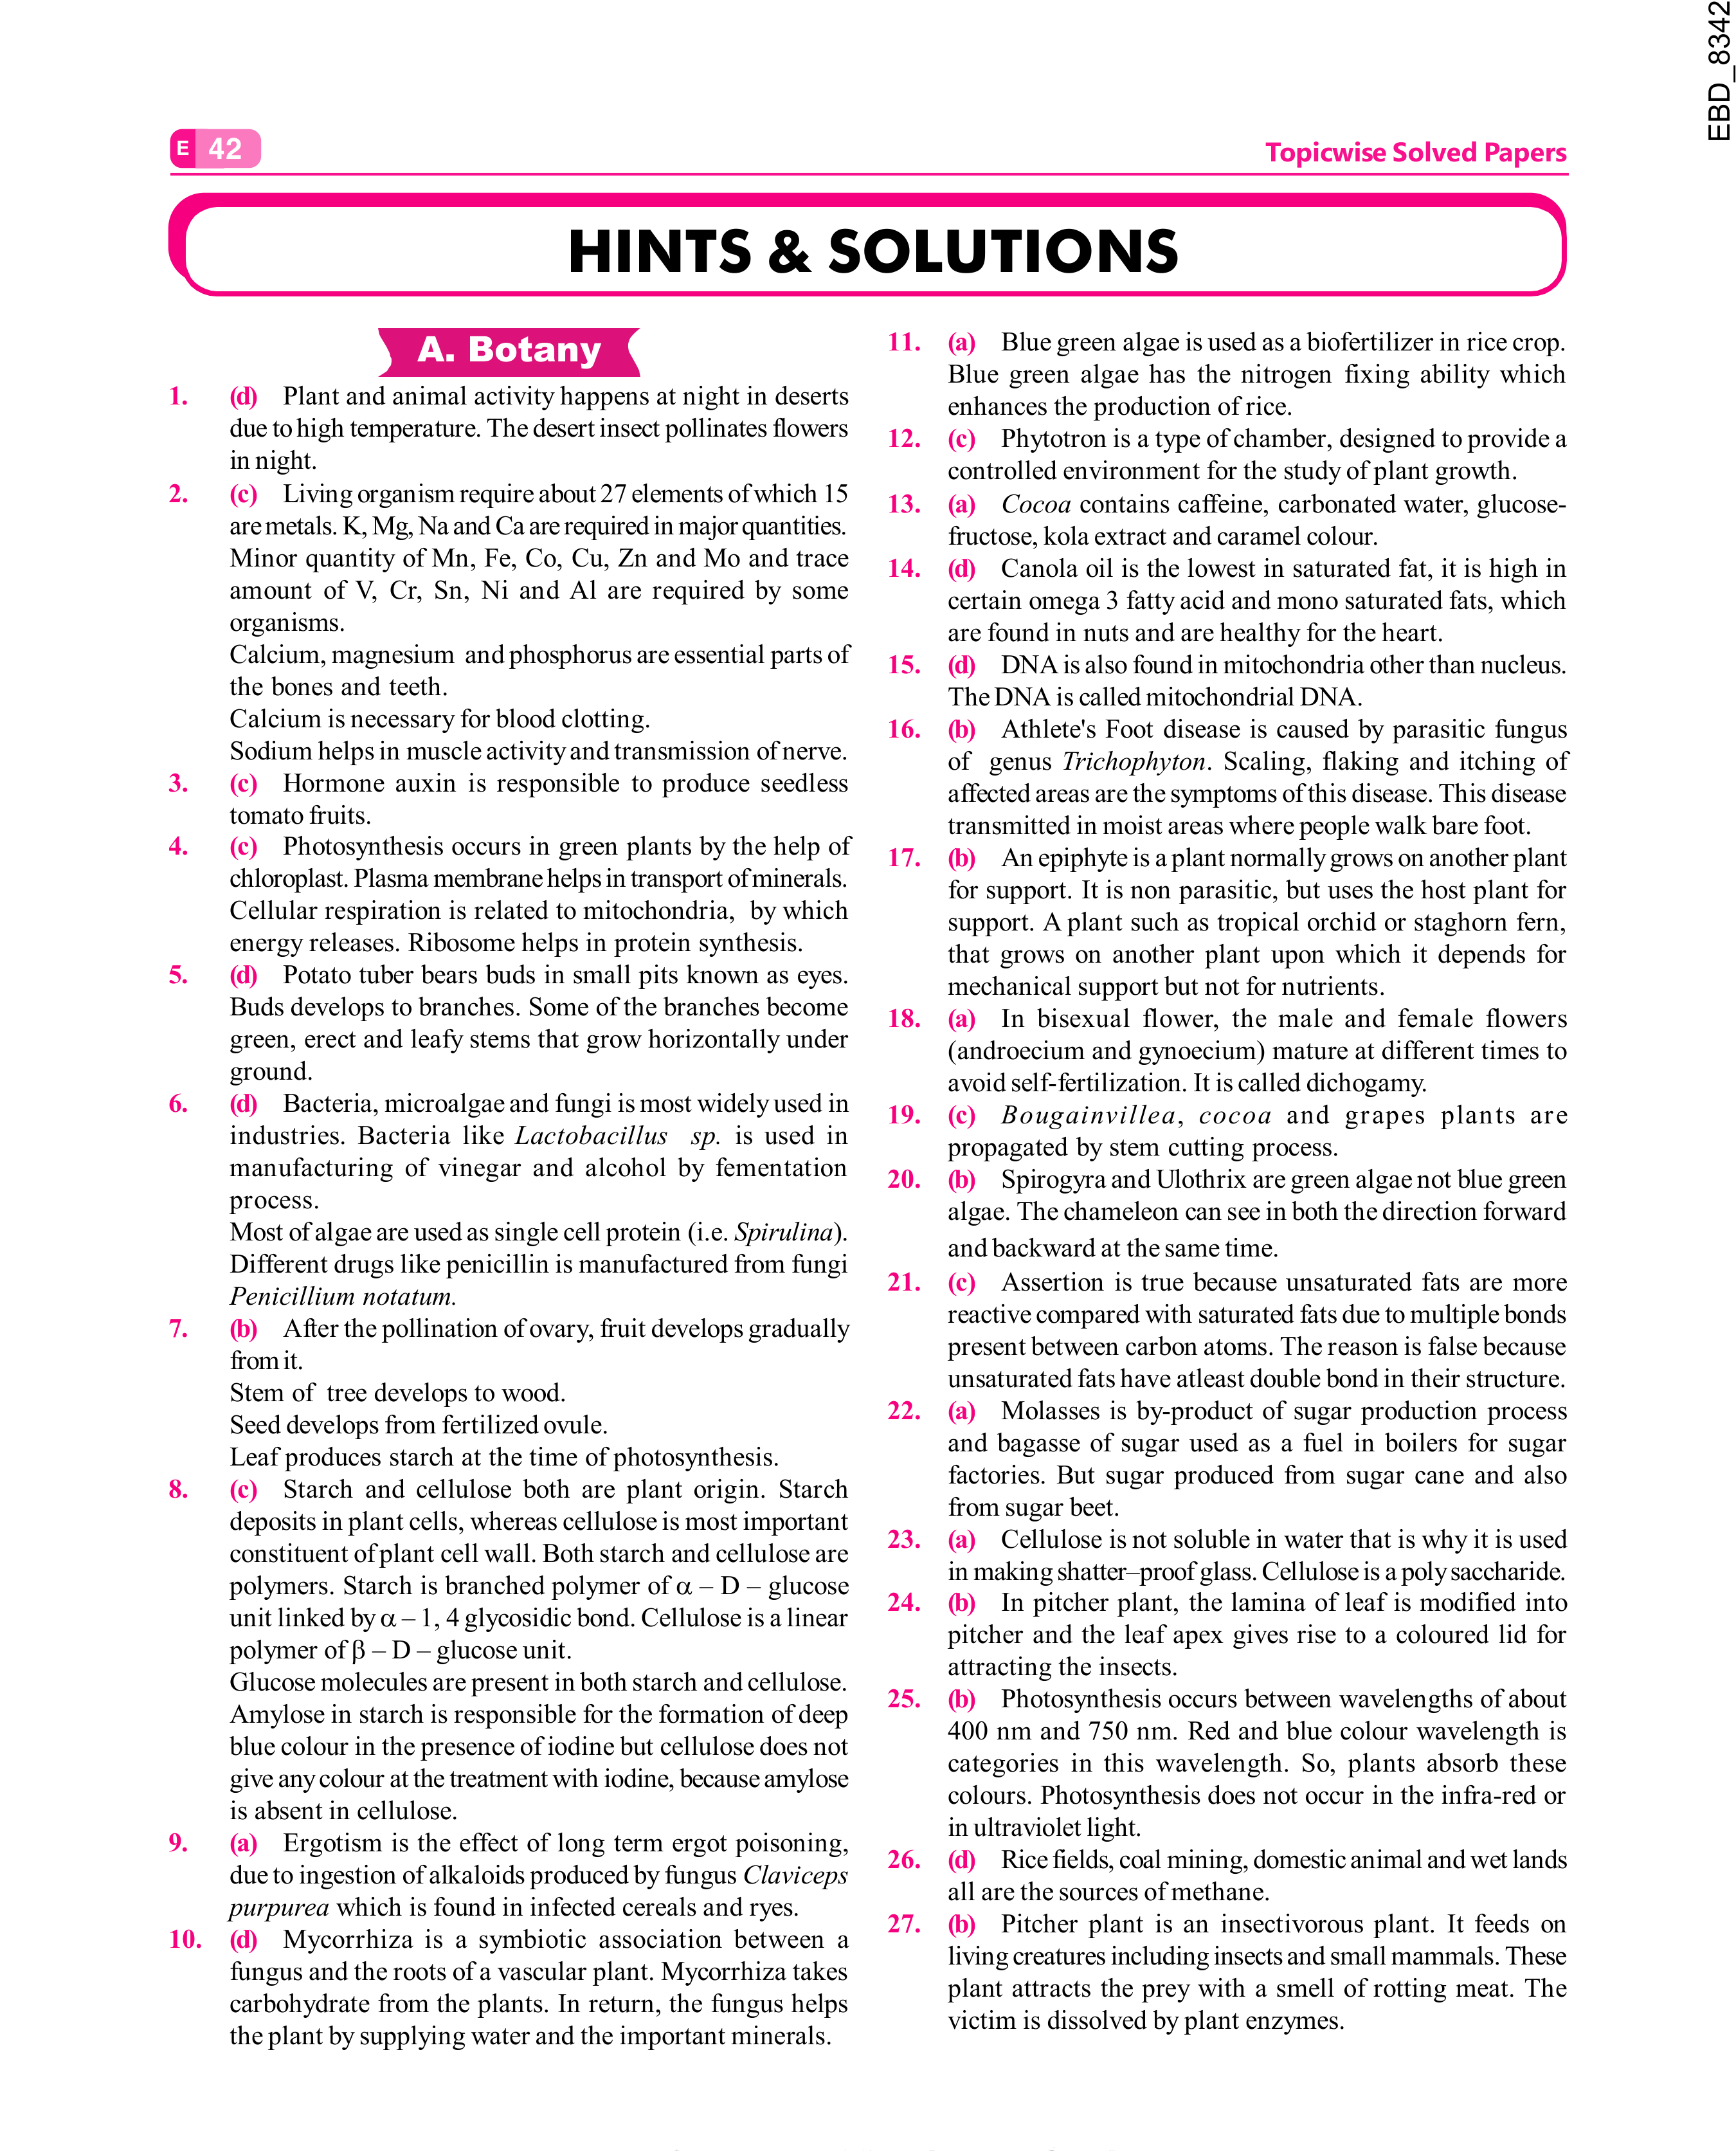 EBD_8342
E 42
Topicwise Solved Papers
HINTS & SOLUTIONS
A. Botany
1. (d) Plant and animal activity happens at night in deserts
due to high temperature. The desert insect pollinates flowers
in night.
2. (c) Living organism require about 27 elements of which 15
are metals. K, Mg, Na and Ca are required in major quantities.
Minor quantity of Mn, Fe, Co, Cu, Zn and Mo and trace
amount of V, Cr, Sn, Ni and Al are required by some
organisms.
Calcium, magnesium and phosphorus are essential parts of
the bones and teeth.
Calcium is necessary for blood clotting.
Sodium helps in muscle activity and transmission of nerve.
3. (c) Hormone auxin is responsible to produce seedless
tomato fruits.
4. (c) Photosynthesis occurs in green plants by the help of
chloroplast. Plasma membrane helps in transport of minerals.
Cellular respiration is related to mitochondria, by which
energy releases. Ribosome helps in protein synthesis.
5. (d) Potato tuber bears buds in small pits known as eyes.
Buds develops to branches. Some of the branches become
green, erect and leafy stems that grow horizontally under
ground.
6. (d) Bacteria, microalgae and fungi is most widely used in
industries. Bacteria like Lactobacillus sp. is used in
manufacturing of vinegar and alcohol by fementation
process.
Most of algae are used as single cell protein (i.e. Spirulina).
Different drugs like penicillin is manufactured from fungi
Penicillium notatum.
7. (b) After the pollination of ovary, fruit develops gradually
from it.
Stem of tree develops to wood.
Seed develops from fertilized ovule.
Leaf produces starch at the time of photosynthesis.
8. (c) Starch and cellulose both are plant origin. Starch
deposits in plant cells, whereas cellulose is most important
constituent of plant cell wall. Both starch and cellulose are
polymers. Starch is branched polymer of α – D – glucose
unit linked by α – 1, 4 glycosidic bond. Cellulose is a linear
polymer of β – D – glucose unit.
Glucose molecules are present in both starch and cellulose.
Amylose in starch is responsible for the formation of deep
blue colour in the presence of iodine but cellulose does not
give any colour at the treatment with iodine, because amylose
is absent in cellulose.
9. (a) Ergotism is the effect of long term ergot poisoning,
due to ingestion of alkaloids produced by fungus Claviceps
purpurea which is found in infected cereals and ryes.
10. (d) Mycorrhiza is a symbiotic association between a
fungus and the roots of a vascular plant. Mycorrhiza takes
carbohydrate from the plants. In return, the fungus helps
the plant by supplying water and the important minerals.
11. (a) Blue green algae is used as a biofertilizer in rice crop.
Blue green algae has the nitrogen fixing ability which
enhances the production of rice.
12. (c) Phytotron is a type of chamber, designed to provide a
controlled environment for the study of plant growth.
13. (a) Cocoa contains caffeine, carbonated water, glucose-
fructose, kola extract and caramel colour.
14. (d) Canola oil is the lowest in saturated fat, it is high in
certain omega 3 fatty acid and mono saturated fats, which
are found in nuts and are healthy for the heart.
15. (d) DNA is also found in mitochondria other than nucleus.
The DNA is called mitochondrial DNA.
16. (b) Athlete's Foot disease is caused by parasitic fungus
of genus Trichophyton. Scaling, flaking and itching of
affected areas are the symptoms of this disease. This disease
transmitted in moist areas where people walk bare foot.
17. (b) An epiphyte is a plant normally grows on another plant
for support. It is non parasitic, but uses the host plant for
support. A plant such as tropical orchid or staghorn fern,
that grows on another plant upon which it depends for
mechanical support but not for nutrients.
18. (a) In bisexual flower, the male and female flowers
(androecium and gynoecium) mature at different times to
avoid self-fertilization. It is called dichogamy.
19. (c) Bougainvillea, cocoa and grapes plants are
propagated by stem cutting process.
20. (b) Spirogyra and Ulothrix are green algae not blue green
algae. The chameleon can see in both the direction forward
and backward at the same time.
21. (c) Assertion is true because unsaturated fats are more
reactive compared with saturated fats due to multiple bonds
present between carbon atoms. The reason is false because
unsaturated fats have atleast double bond in their structure.
22. (a) Molasses is by-product of sugar production process
and bagasse of sugar used as a fuel in boilers for sugar
factories. But sugar produced from sugar cane and also
from sugar beet.
23. (a) Cellulose is not soluble in water that is why it is used
in making shatter–proof glass. Cellulose is a polysaccharide.
24. (b) In pitcher plant, the lamina of leaf is modified into
pitcher and the leaf apex gives rise to a coloured lid for
attracting the insects.
25. (b) Photosynthesis occurs between wavelengths of about
400 nm and 750 nm. Red and blue colour wavelength is
categories in this wavelength. So, plants absorb these
colours. Photosynthesis does not occur in the infra-red or
in ultraviolet light.
26. (d) Rice fields, coal mining, domestic animal and wet lands
all are the sources of methane.
27. (b) Pitcher plant is an insectivorous plant. It feeds on
living creatures including insects and small mammals. These
plant attracts the prey with a smell of rotting meat. The
victim is dissolved by plant enzymes.